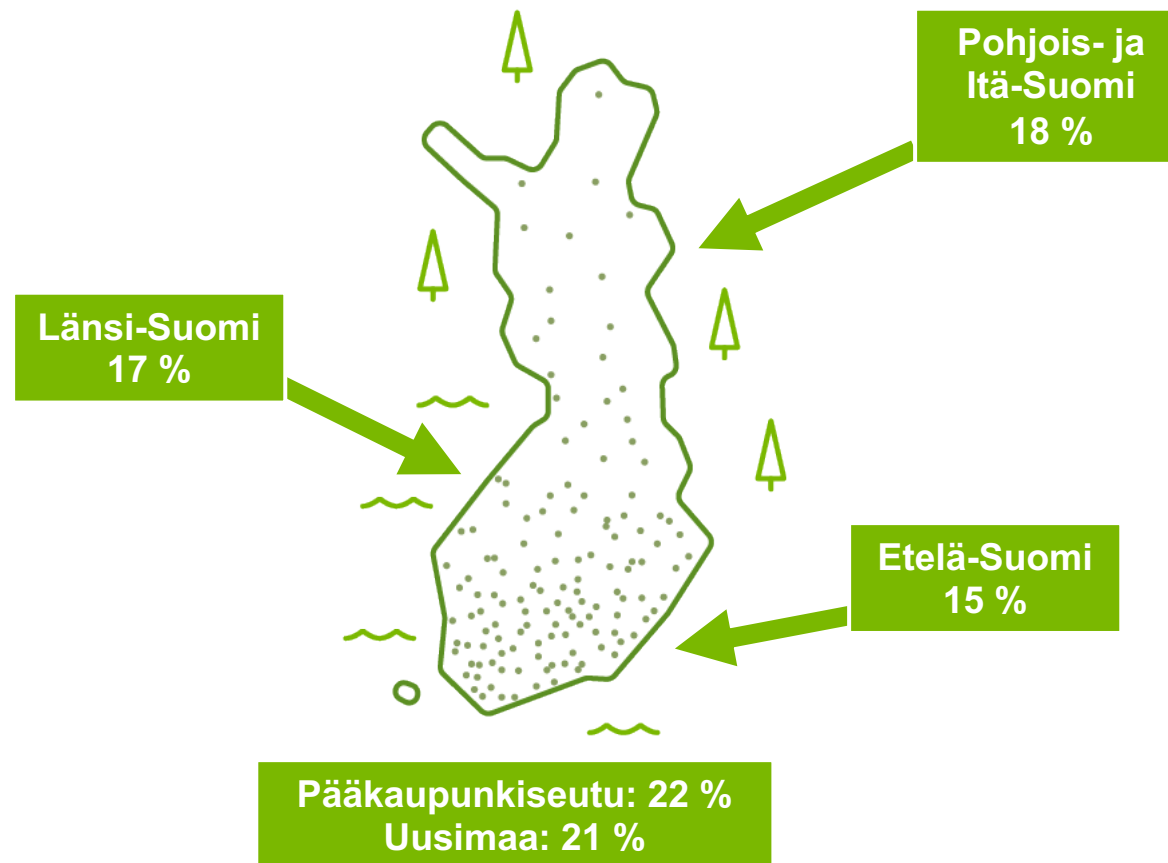 Pohjois- ja
Itä-Suomi
18 %
Länsi-Suomi
17 %
Etelä-Suomi
15 %
Pääkaupunkiseutu: 22 %
Uusimaa: 21 %